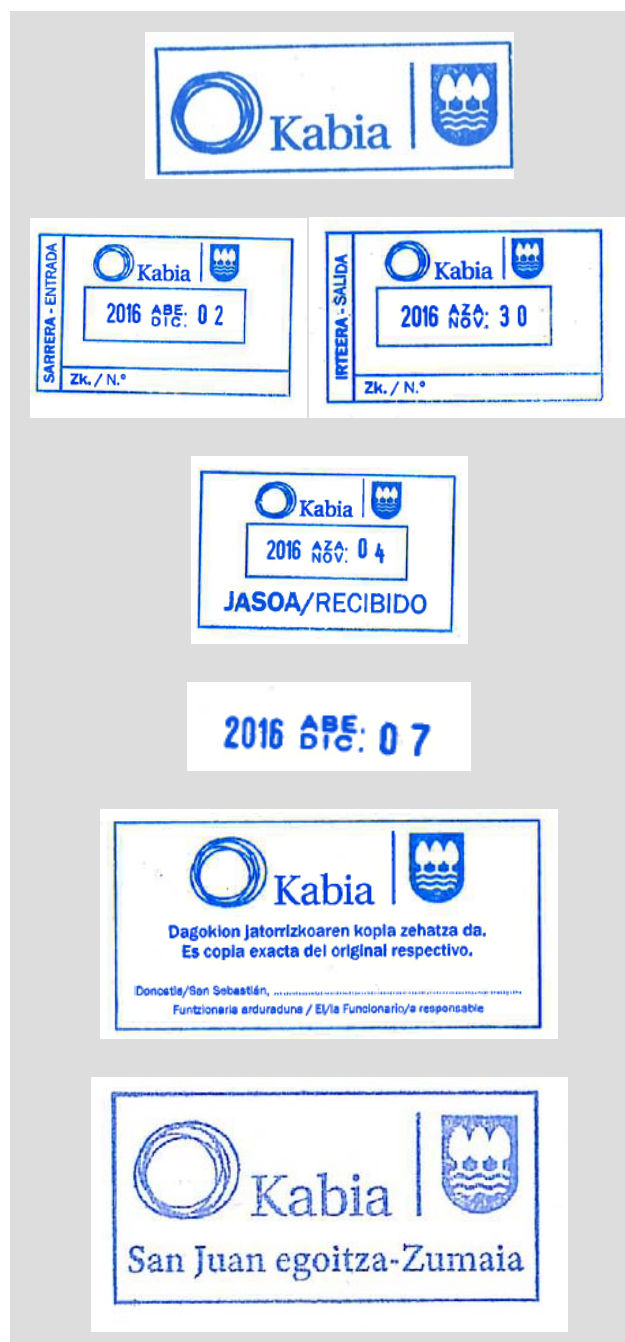 Kabia
SARRERA - ENTRADA
Kabia
2016 ABE. DIC. 02
Zk. / N.º
IRTEERA - SALIDA
Kabia
2016 AZA. NOV. 30
Zk. / N.º
Kabia
2016 AZA. NOV. 04
JASOA/RECIBIDO
2016 ABE. DIC. 07
Kabia
Dagokion jatorrizkoaren kopia zehatza da.
Es copia exacta del original respectivo.
Donostia/San Sebastián, ........................................
Funtzionaria arduraduna / El/la Funcionario/a responsable
Kabia
San Juan egoitza-Zumaia